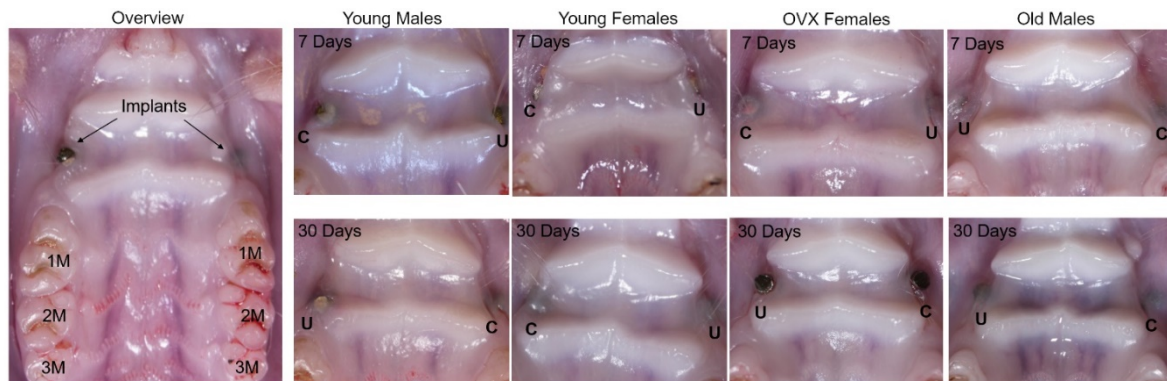 Overview
Young Males
Young Females
OVX Females
Old Males
Implants
1M
1M
2M
2M
3M
3M
7 Days
C
U
7 Days
C
U
7 Days
C
U
7 Days
U
C
30 Days
U
C
30 Days
C
U
30 Days
U
C
30 Days
U
C